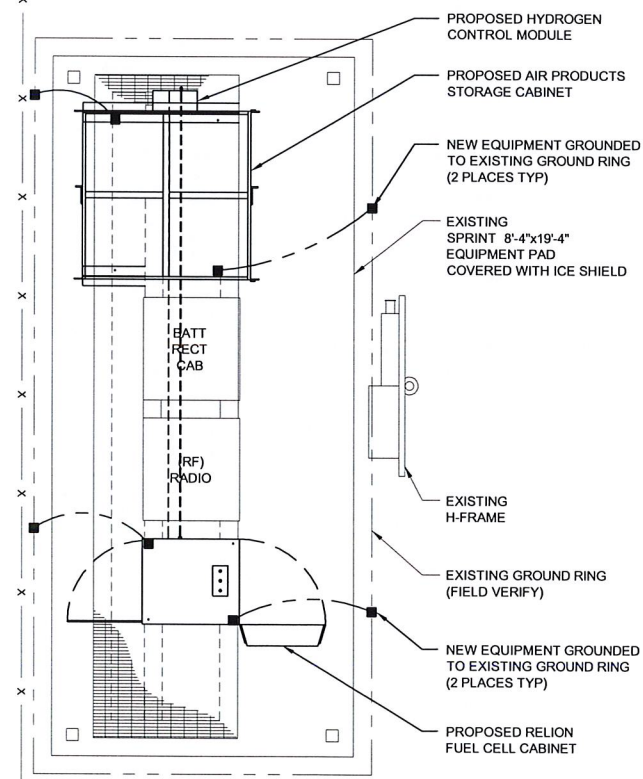 PROPOSED HYDROGEN
CONTROL MODULE
PROPOSED AIR PRODUCTS
STORAGE CABINET
NEW EQUIPMENT GROUNDED
TO EXISTING GROUND RING
(2 PLACES TYP)
EXISTING
SPRINT 8'-4"x19'-4"
EQUIPMENT PAD
COVERED WITH ICE SHIELD
BATT
RECT
CAB
(RF)
RADIO
EXISTING
H-FRAME
EXISTING GROUND RING
(FIELD VERIFY)
NEW EQUIPMENT GROUNDED
TO EXISTING GROUND RING
(2 PLACES TYP)
PROPOSED RELION
FUEL CELL CABINET